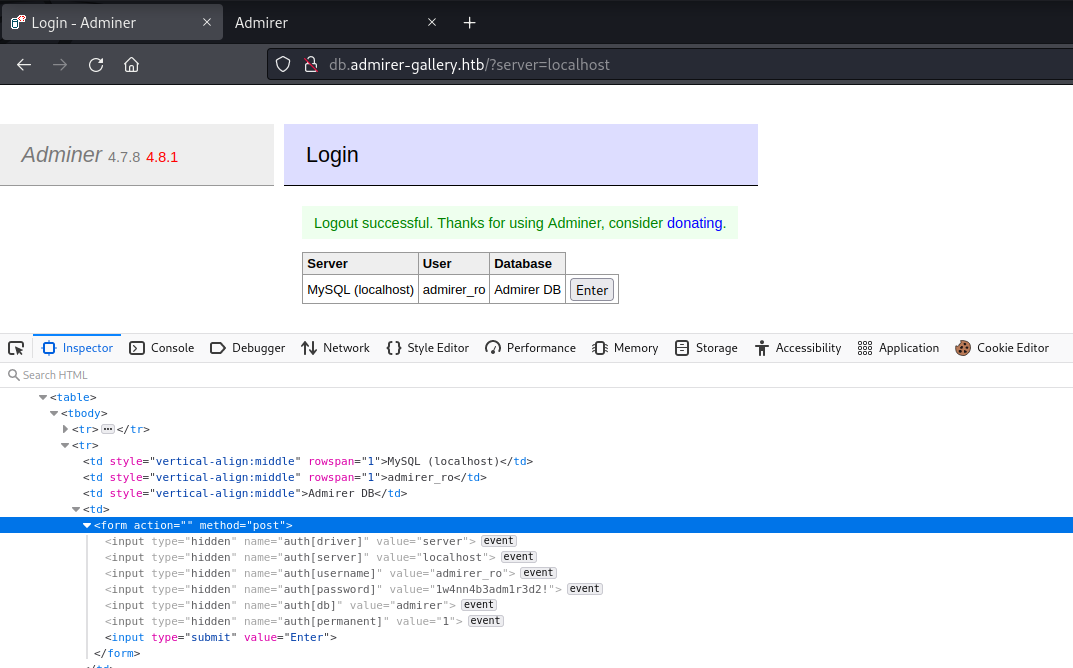 Login - Adminer
Admirer
db.admirer-gallery.htb/?server=localhost
Adminer 4.7.8 4.8.1
Login
Logout successful. Thanks for using Adminer, consider donating.
Server User Database
MySQL (localhost) admirer_ro Admirer DB Enter
Inspector Console Debugger Network Style Editor Performance Memory Storage Accessibility Application Cookie Editor
Search HTML
<table>
<tbody>
<tr> ••• </tr>
<tr>
<td style="vertical-align:middle" rowspan="1">MySQL (localhost)</td>
<td style="vertical-align:middle" rowspan="1">admirer_ro</td>
<td style="vertical-align:middle">Admirer DB</td>
<td>
<form action="" method="post">
<input type="hidden" name="auth[driver]" value="server"> event
<input type="hidden" name="auth[server]" value="localhost"> event
<input type="hidden" name="auth[username]" value="admirer_ro"> event
<input type="hidden" name="auth[password]" value="1w4nn4b3adm1r3d2!"> event
<input type="hidden" name="auth[db]" value="admirer"> event
<input type="hidden" name="auth[permanent]" value="1"> event
<input type="submit" value="Enter">
</form>
</td>